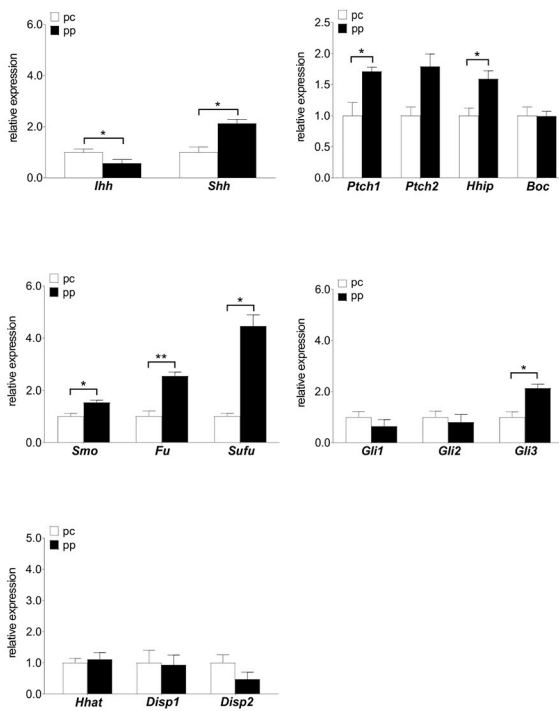 pc
pp
relative expression
6.0
4.0
2.0
0.0
*
*
Ihh Shh
pc
pp
relative expression
2.5
2.0
1.5
1.0
0.5
0.0
*
*
Ptch1 Ptch2 Hhip Boc
pc
pp
relative expression
6.0
4.0
2.0
0.0
*
**
*
Smo Fu Sufu
pc
pp
relative expression
6.0
4.0
2.0
0.0
*
Gli1 Gli2 Gli3
pc
pp
relative expression
5.0
4.0
3.0
2.0
1.0
0.0
Hhat Disp1 Disp2